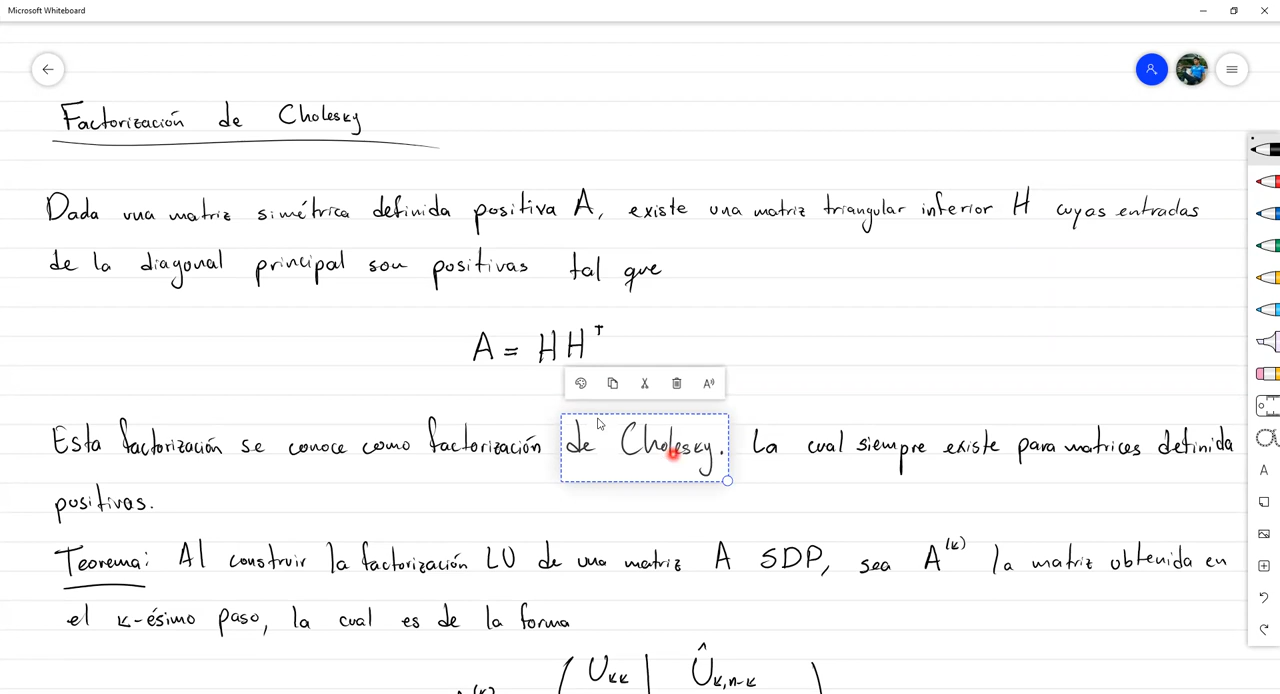 Microsoft Whiteboard
Factorización de Cholesky
Dada una matriz simétrica definida positiva A, existe una matriz triangular inferior H cuyas entradas
de la diagonal principal son positivas tal que
A = HHᵀ
Esta factorización se conoce como factorización de Cholesky. La cual siempre existe para matrices definida
positivas.
Teorema: Al construir la factorización LU de una matriz A SDP, sea A^(k) la matriz obtenida en
el k-ésimo paso, la cual es de la forma
U_kk Û_k,n-k